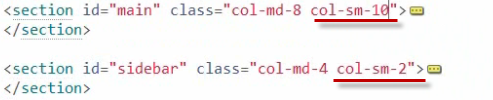 <section id="main" class="col-md-8 col-sm-10">
</section>
<section id="sidebar" class="col-md-4 col-sm-2">
</section>